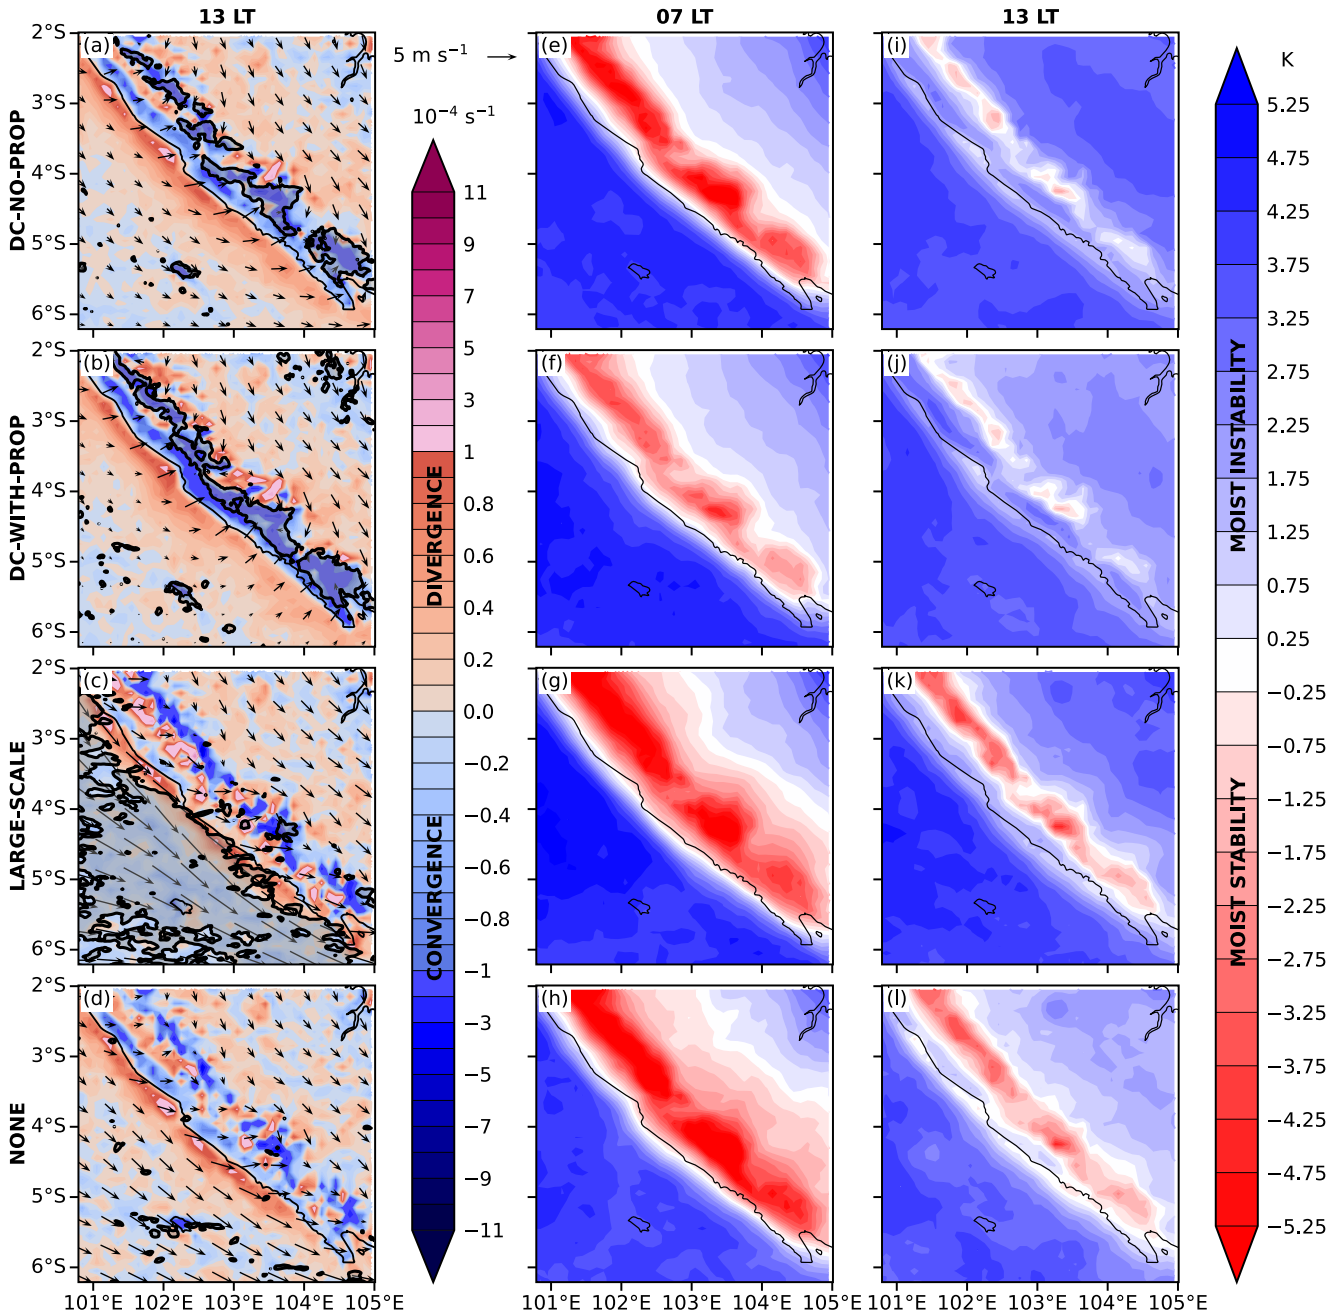 13 LT
07 LT
13 LT
DC-NO-PROP
DC-WITH-PROP
LARGE-SCALE
NONE
2°S
3°S
4°S
5°S
6°S
2°S
3°S
4°S
5°S
6°S
2°S
3°S
4°S
5°S
6°S
2°S
3°S
4°S
5°S
6°S
(a)
(b)
(c)
(d)
101°E 102°E 103°E 104°E 105°E
5 m s⁻¹
10⁻⁴ s⁻¹
11
9
7
5
3
1
0.8
0.6
0.4
0.2
0.0
−0.2
−0.4
−0.6
−0.8
−1
−3
−5
−7
−9
−11
DIVERGENCE
CONVERGENCE
(e)
(f)
(g)
(h)
101°E 102°E 103°E 104°E 105°E
(i)
(j)
(k)
(l)
101°E 102°E 103°E 104°E 105°E
K
5.25
4.75
4.25
3.75
3.25
2.75
2.25
1.75
1.25
0.75
0.25
−0.25
−0.75
−1.25
−1.75
−2.25
−2.75
−3.25
−3.75
−4.25
−4.75
−5.25
MOIST INSTABILITY
MOIST STABILITY